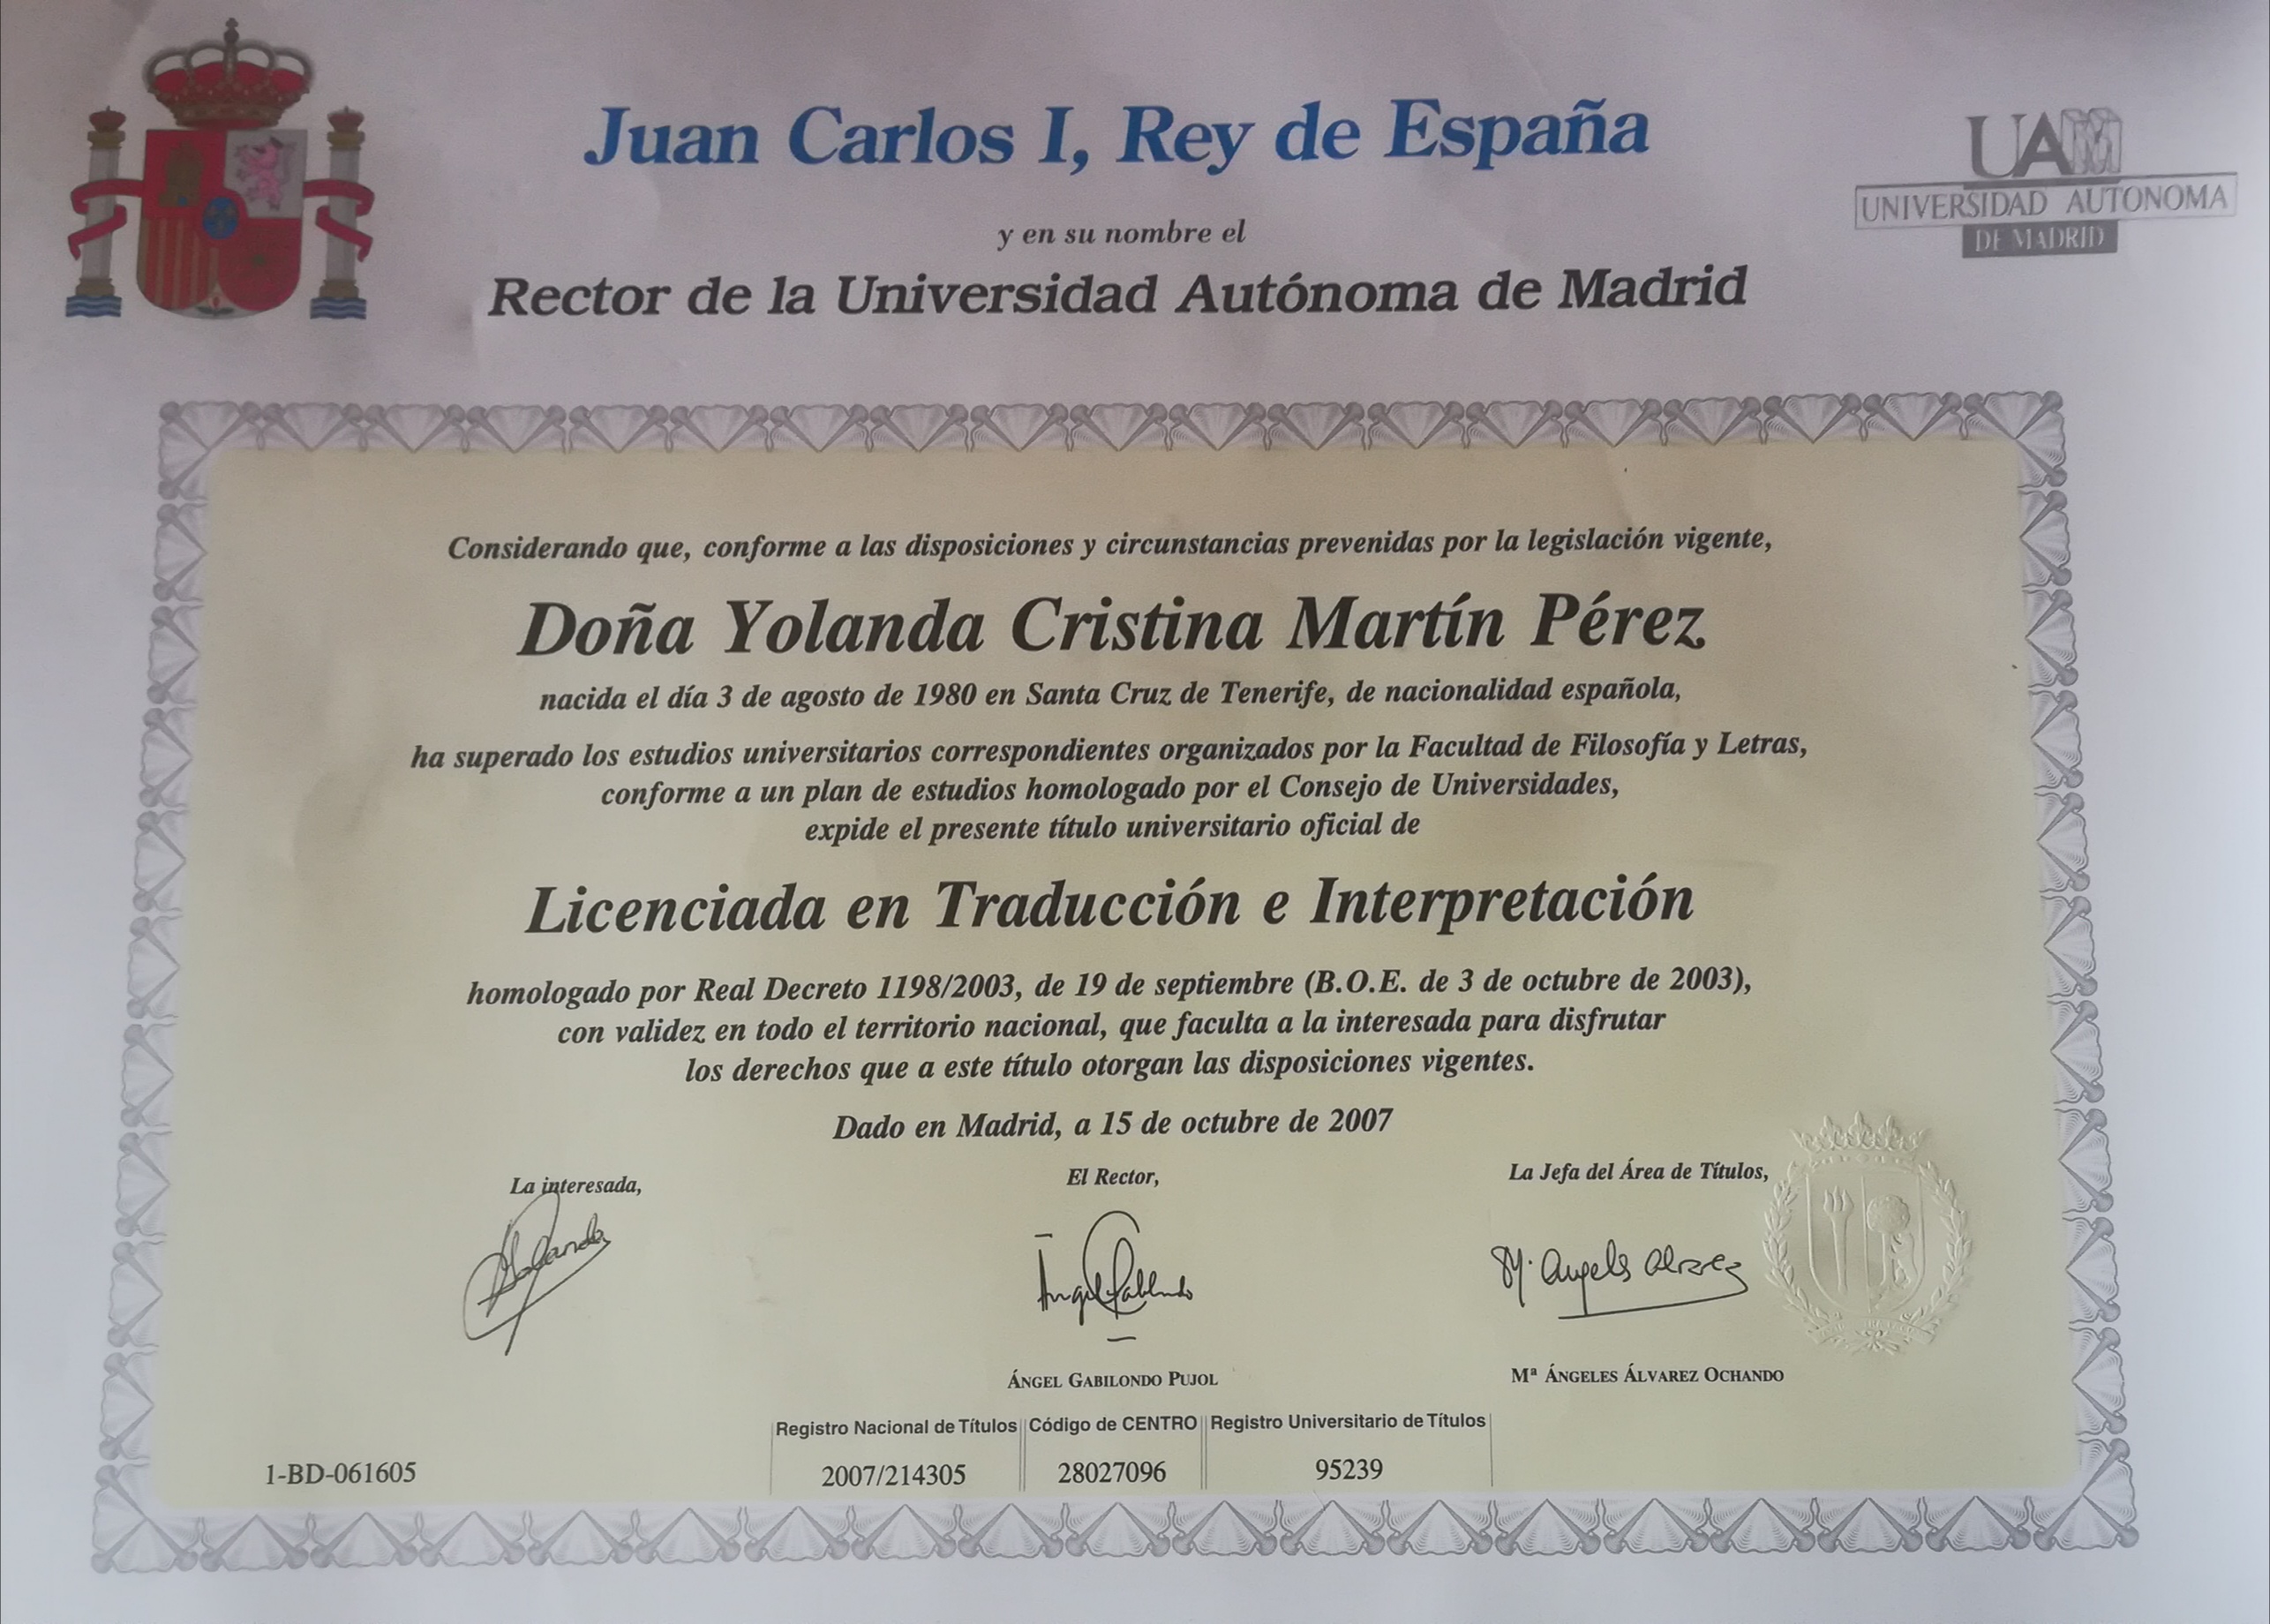 Juan Carlos I, Rey de España
UAM
UNIVERSIDAD AUTONOMA
DE MADRID
y en su nombre el
Rector de la Universidad Autónoma de Madrid
Considerando que, conforme a las disposiciones y circunstancias prevenidas por la legislación vigente,
Doña Yolanda Cristina Martín Pérez
nacida el día 3 de agosto de 1980 en Santa Cruz de Tenerife, de nacionalidad española,
ha superado los estudios universitarios correspondientes organizados por la Facultad de Filosofía y Letras,
conforme a un plan de estudios homologado por el Consejo de Universidades,
expide el presente título universitario oficial de
Licenciada en Traducción e Interpretación
homologado por Real Decreto 1198/2003, de 19 de septiembre (B.O.E. de 3 de octubre de 2003),
con validez en todo el territorio nacional, que faculta a la interesada para disfrutar
los derechos que a este título otorgan las disposiciones vigentes.
Dado en Madrid, a 15 de octubre de 2007
La interesada,
El Rector,
La Jefa del Área de Títulos,
Yolanda
Ángel Gabilondo
Mª Angeles Alvarez
ÁNGEL GABILONDO PUJOL
Mª ÁNGELES ÁLVAREZ OCHANDO
Registro Nacional de Títulos Código de CENTRO Registro Universitario de Títulos
1-BD-061605 2007/214305 28027096 95239